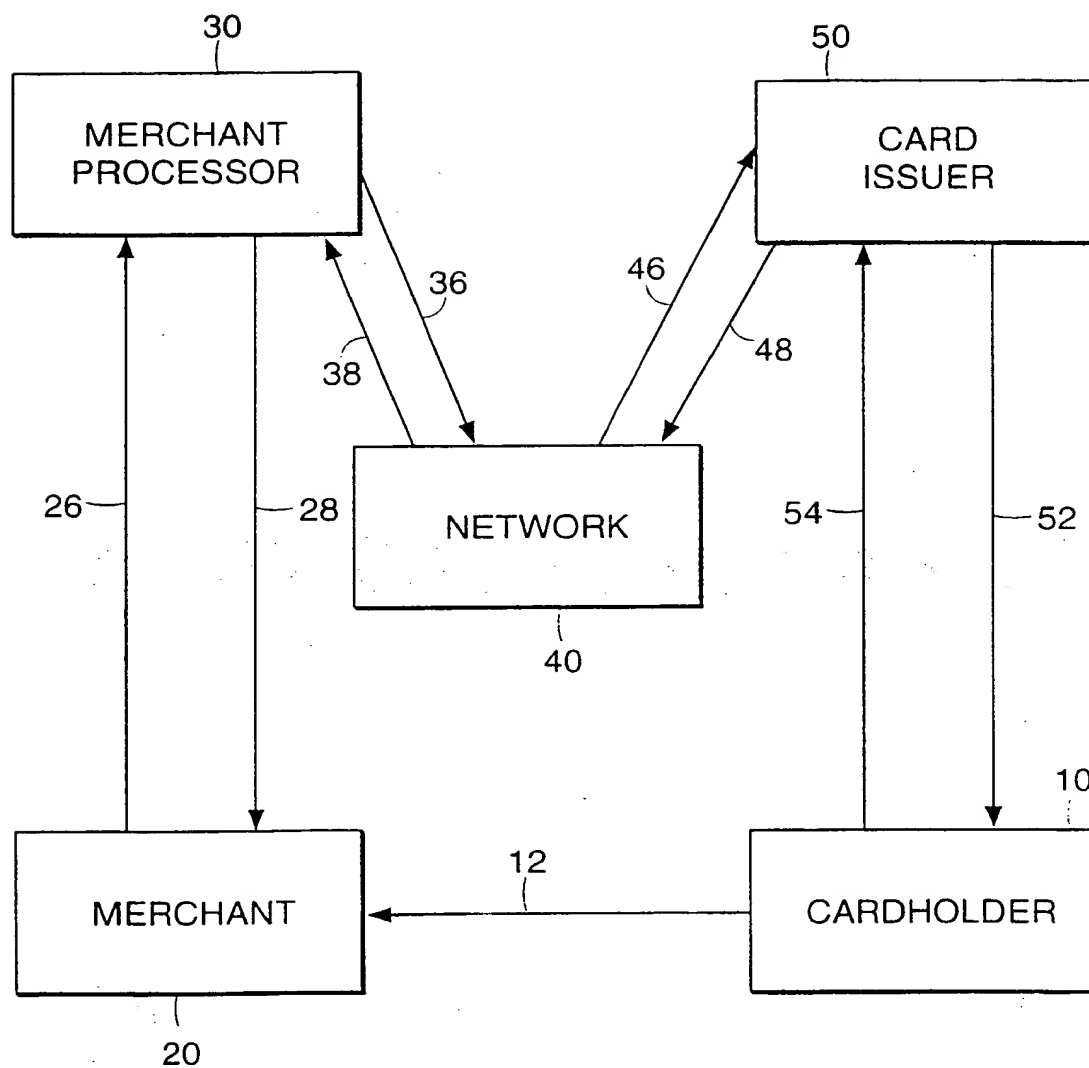 30
50
MERCHANT
PROCESSOR
CARD
ISSUER
36
46
38
48
26
28
NETWORK
54
52
40
10
12
MERCHANT
CARDHOLDER
20